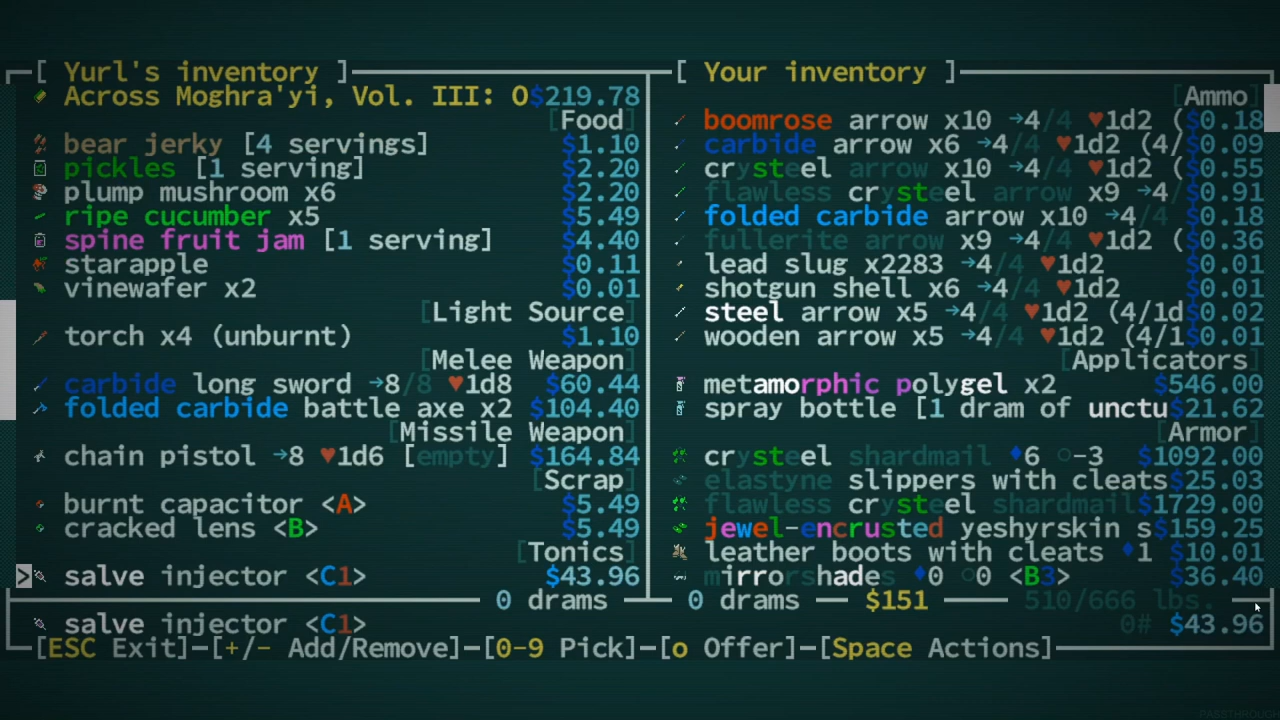 [ Yurl's inventory ]
Across Moghra'yi, Vol. III: O$219.78
[Food]
bear jerky [4 servings] $1.10
pickles [1 serving] $2.20
plump mushroom x6 $2.20
ripe cucumber x5 $5.49
spine fruit jam [1 serving] $4.40
starapple $0.11
vinewafer x2 $0.01
[Light Source]
torch x4 (unburnt) $1.10
[Melee Weapon]
carbide long sword →8/8 ♥1d8 $60.44
folded carbide battle axe x2 $104.40
[Missile Weapon]
chain pistol →8 ♥1d6 [empty] $164.84
[Scrap]
burnt capacitor <A> $5.49
cracked lens <B> $5.49
[Tonics]
> salve injector <C1> $43.96
0 drams
[ Your inventory ]
[Ammo]
boomrose arrow x10 →4/4 ♥1d2 ($0.18
carbide arrow x6 →4/4 ♥1d2 (4/$0.09
crysteel arrow x10 →4/4 ♥1d2 ($0.55
flawless crysteel arrow x9 →4/$0.91
folded carbide arrow x10 →4/4 $0.18
fullerite arrow x9 →4/4 ♥1d2 ($0.36
lead slug x2283 →4/4 ♥1d2 $0.01
shotgun shell x6 →4/4 ♥1d2 $0.01
steel arrow x5 →4/4 ♥1d2 (4/1d$0.02
wooden arrow x5 →4/4 ♥1d2 (4/1$0.01
[Applicators]
metamorphic polygel x2 $546.00
spray bottle [1 dram of unctu$21.62
[Armor]
crysteel shardmail ♦6 ○-3 $1092.00
elastyne slippers with cleats$25.03
flawless crysteel shardmail$1729.00
jewel-encrusted yeshyrskin s$159.25
leather boots with cleats ♦1 $10.01
mirrorshades ♦0 ○0 <B3> $36.40
0 drams — $151 — 510/666 lbs.
salve injector <C1> 0# $43.96
[ESC Exit]—[+/- Add/Remove]—[0-9 Pick]—[o Offer]—[Space Actions]